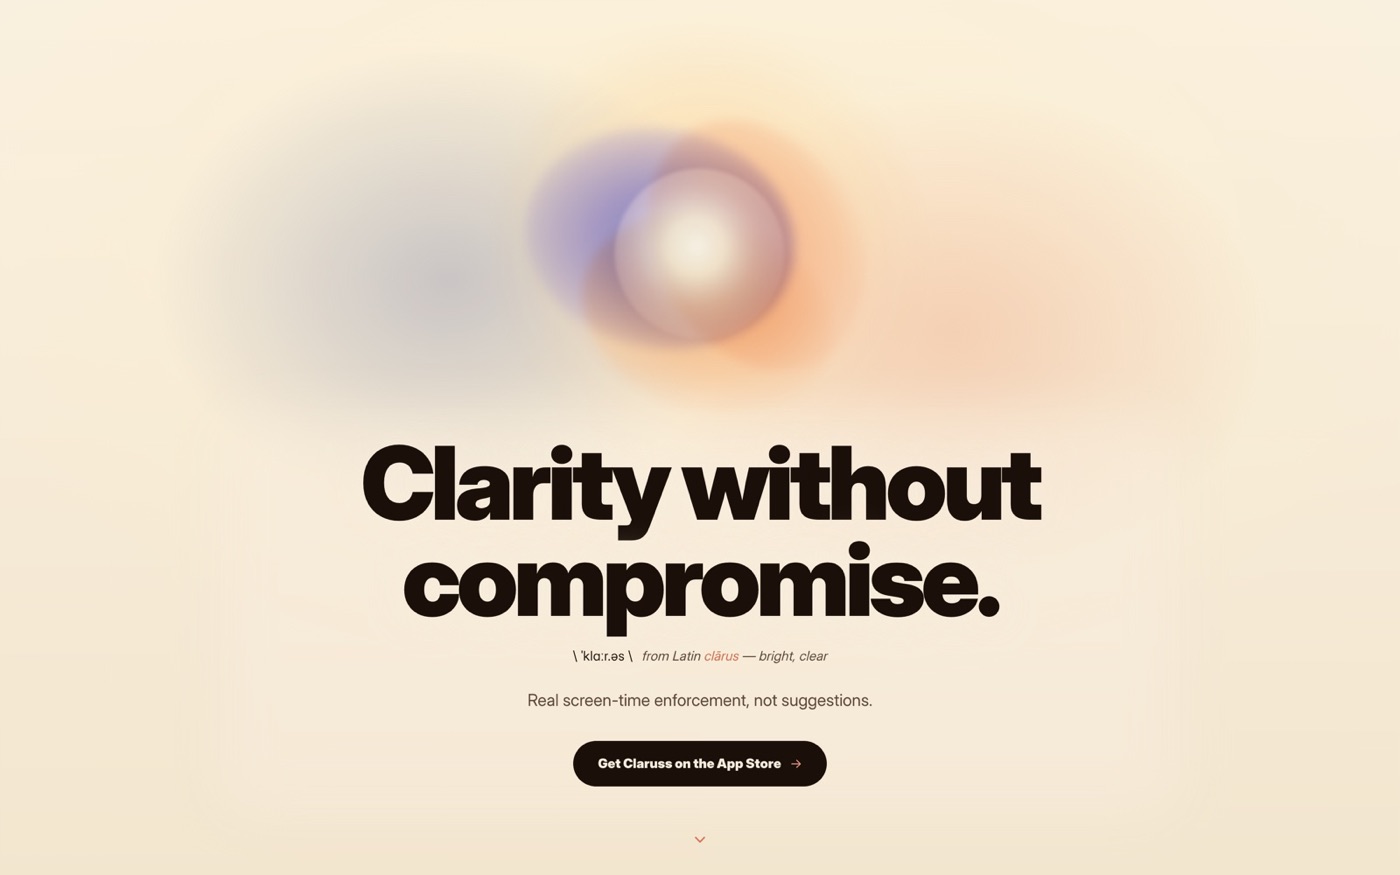 Clarity without
compromise.
\ ˈklɑːr.əs \ from Latin clārus — bright, clear
Real screen-time enforcement, not suggestions.
Get Claruss on the App Store →